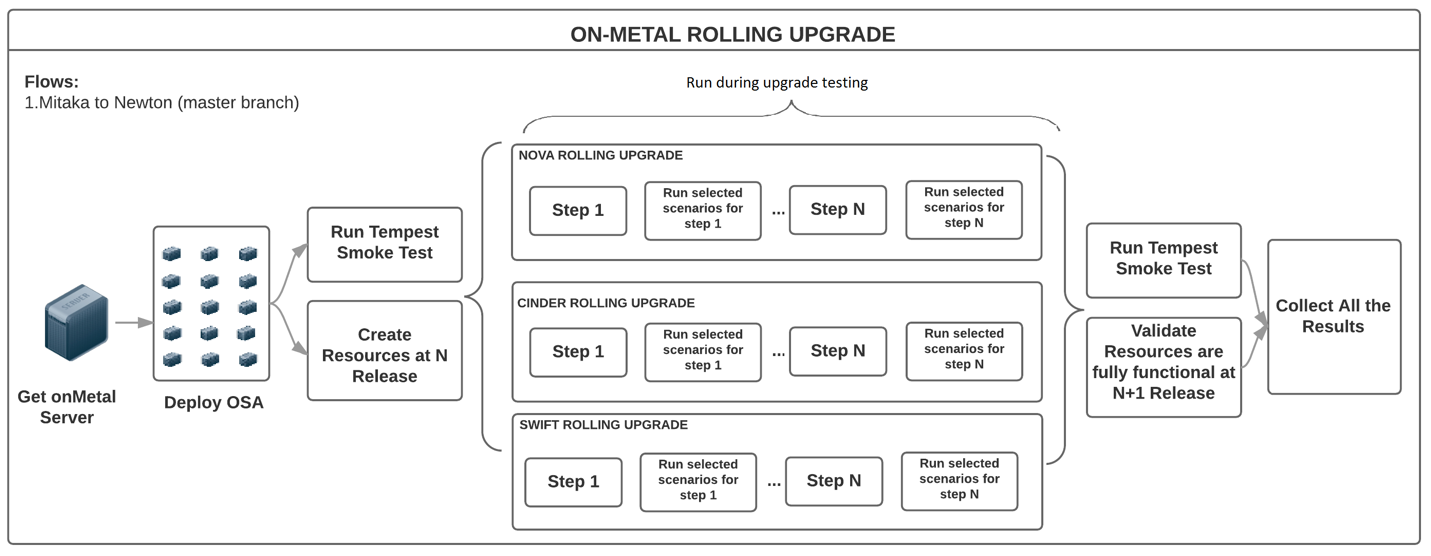 ON-METAL ROLLING UPGRADE
Flows:
1.Mitaka to Newton (master branch)
Run during upgrade testing
SERVER
Get onMetal
Server
Deploy OSA
Run Tempest
Smoke Test
Create
Resources at N
Release
NOVA ROLLING UPGRADE
Step 1
Run selected
scenarios for
step 1
...
Step N
Run selected
scenarios for
step N
CINDER ROLLING UPGRADE
Step 1
Run selected
scenarios for
step 1
...
Step N
Run selected
scenarios for
step N
SWIFT ROLLING UPGRADE
Step 1
Run selected
scenarios for
step 1
...
Step N
Run selected
scenarios for
step N
Run Tempest
Smoke Test
Validate
Resources are
fully functional at
N+1 Release
Collect All the
Results